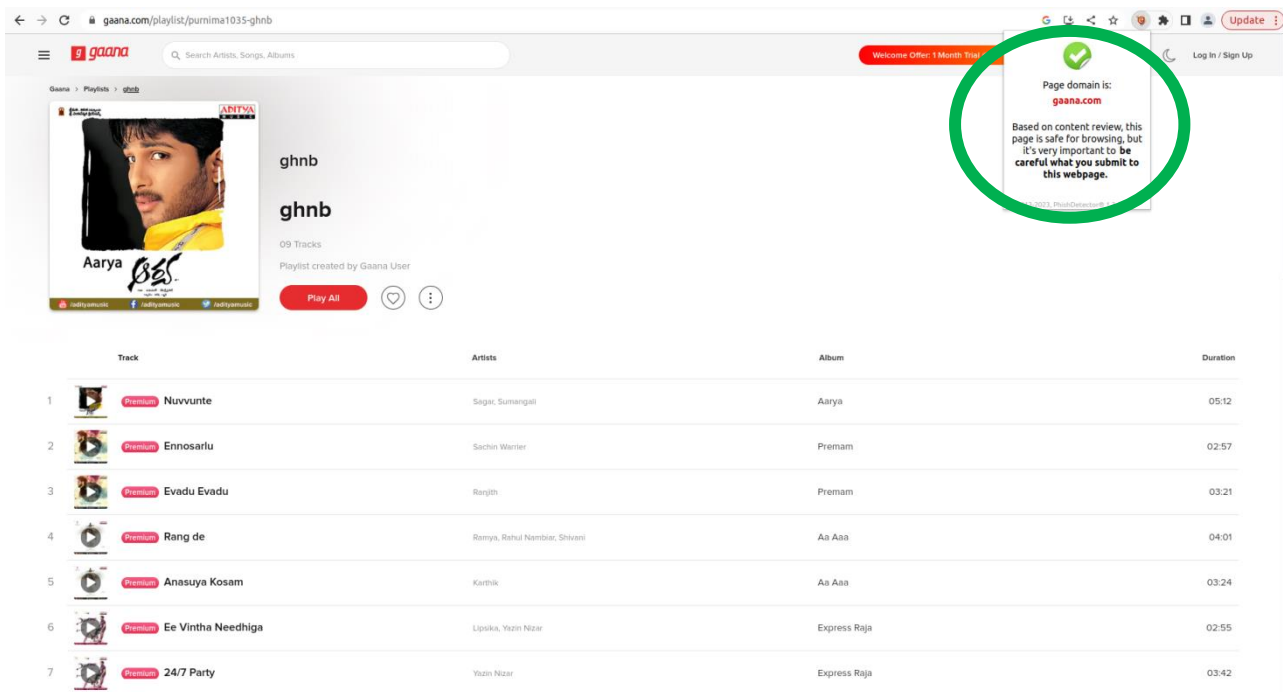 gaana.com/playlist/purnima1035-ghnb
Update
gaana
Search Artists, Songs, Albums
Welcome Offer: 1 Month Trial
Log In / Sign Up
Page domain is:
gaana.com
Based on content review, this
page is safe for browsing, but
it's very important to be
careful what you submit to
this webpage.
2023, PhishDetector®
Gaana > Playlists > ghnb
ADITYA
MUSIC
Aarya
ఆర్య
/adityamusic /adityamusic /adityamusic
ghnb
ghnb
09 Tracks
Playlist created by Gaana User
Play All
Track Artists Album Duration
1 Premium Nuvvunte Sagar, Sumangali Aarya 05:12
2 Premium Ennosarlu Sachin Warrier Premam 02:57
3 Premium Evadu Evadu Ranjith Premam 03:21
4 Premium Rang de Ramya, Rahul Nambiar, Shivani Aa Aaa 04:01
5 Premium Anasuya Kosam Karthik Aa Aaa 03:24
6 Premium Ee Vintha Needhiga Lipsika, Yazin Nizar Express Raja 02:55
7 Premium 24/7 Party Yazin Nizar Express Raja 03:42